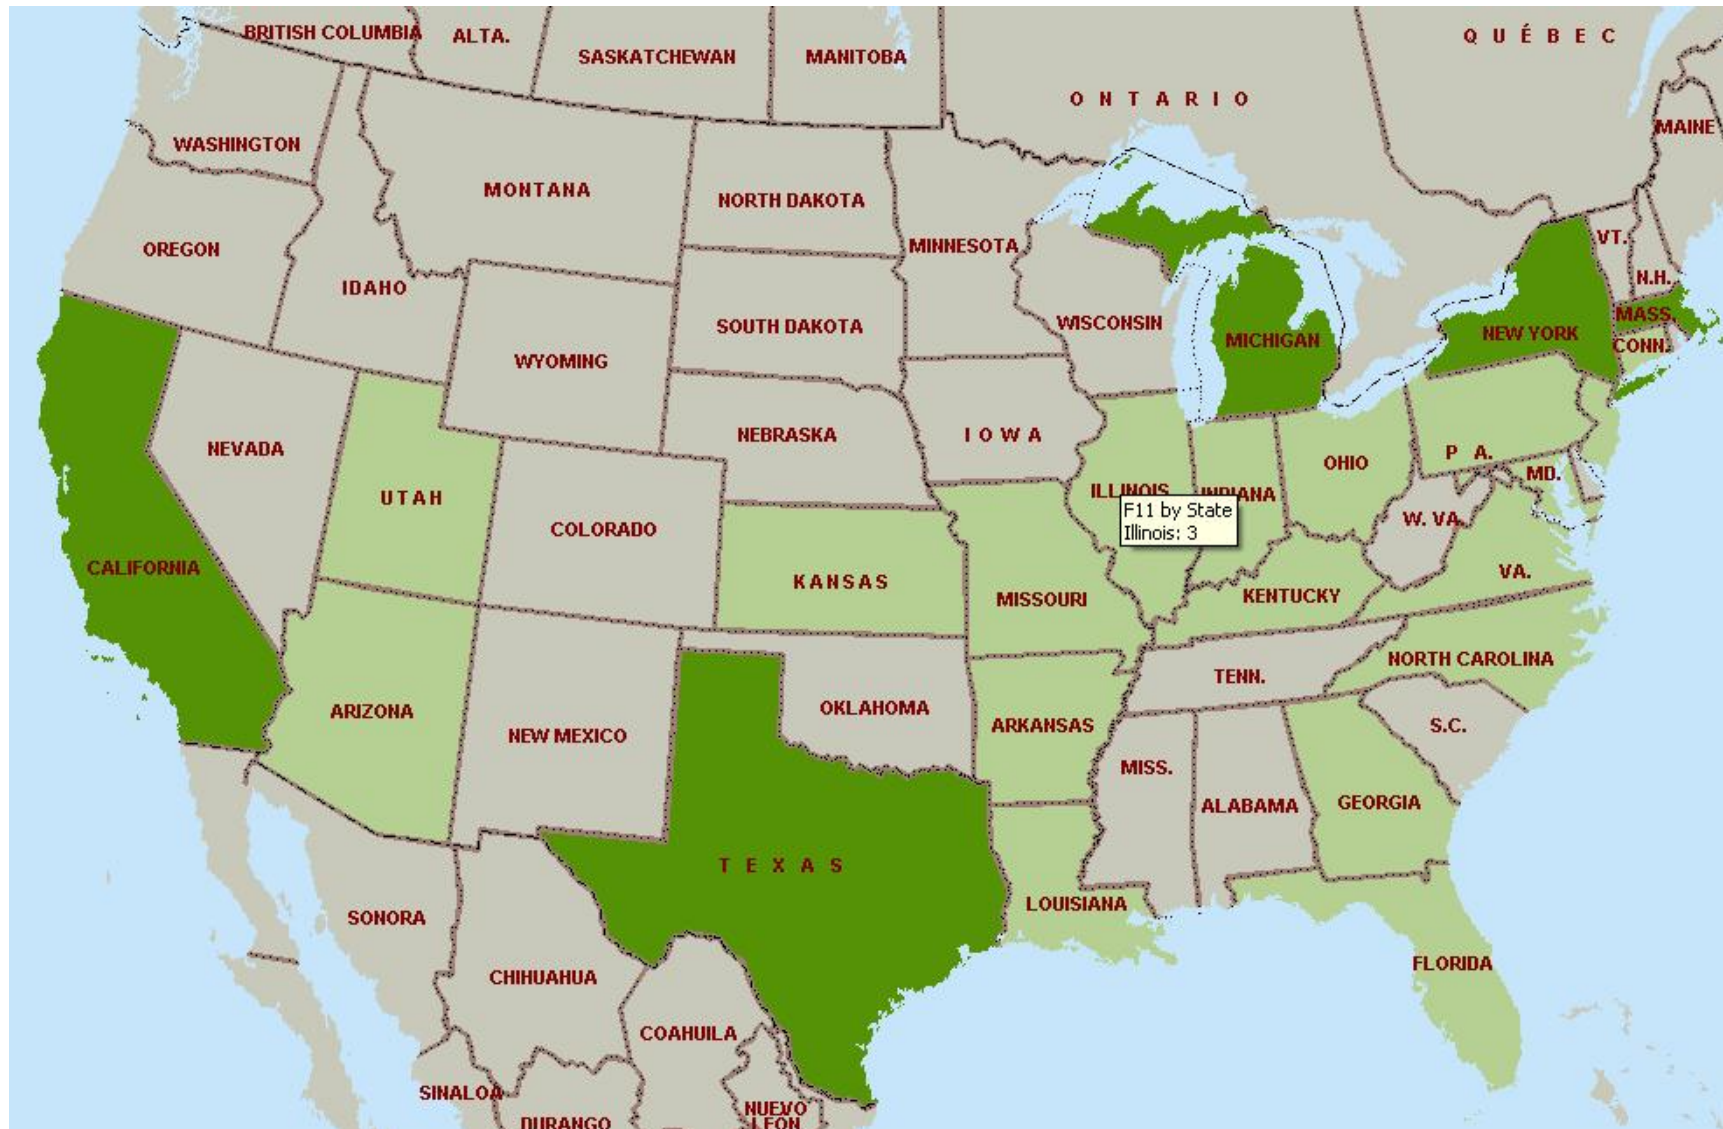 BRITISH COLUMBIA
ALTA.
SASKATCHEWAN
MANITOBA
ONTARIO
QUÉBEC
MAINE
WASHINGTON
MONTANA
NORTH DAKOTA
MINNESOTA
VT.
N.H.
OREGON
IDAHO
WYOMING
SOUTH DAKOTA
WISCONSIN
MICHIGAN
NEW YORK
MASS.
CONN.
NEVADA
UTAH
COLORADO
NEBRASKA
IOWA
ILLINOIS
INDIANA
OHIO
P A.
MD.
W. VA.
VA.
F11 by State
Illinois: 3
CALIFORNIA
KANSAS
MISSOURI
KENTUCKY
ARIZONA
NEW MEXICO
OKLAHOMA
ARKANSAS
TENN.
NORTH CAROLINA
S.C.
MISS.
ALABAMA
GEORGIA
TEXAS
LOUISIANA
FLORIDA
SONORA
CHIHUAHUA
COAHUILA
SINALOA
DURANGO
NUEVO
LEÓN